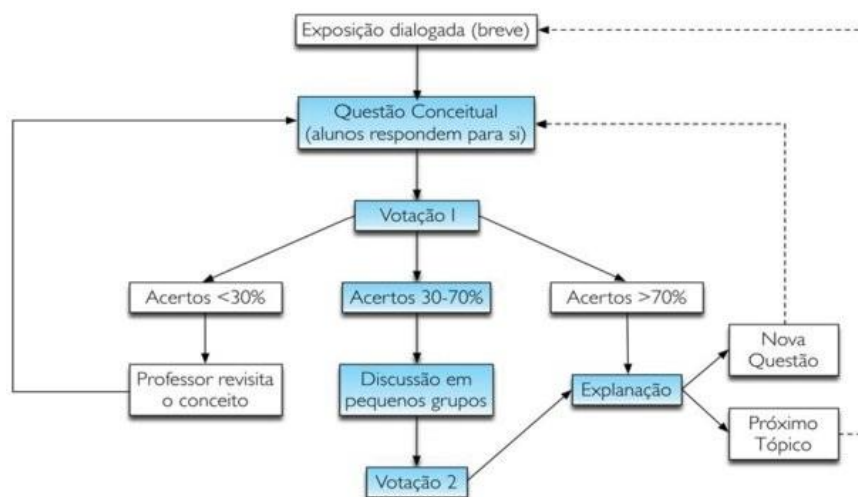 Exposição dialogada (breve)
Questão Conceitual
(alunos respondem para si)
Votação I
Acertos <30%
Acertos 30-70%
Acertos >70%
Professor revisita
o conceito
Discussão em
pequenos grupos
Explanação
Nova
Questão
Próximo
Tópico
Votação 2